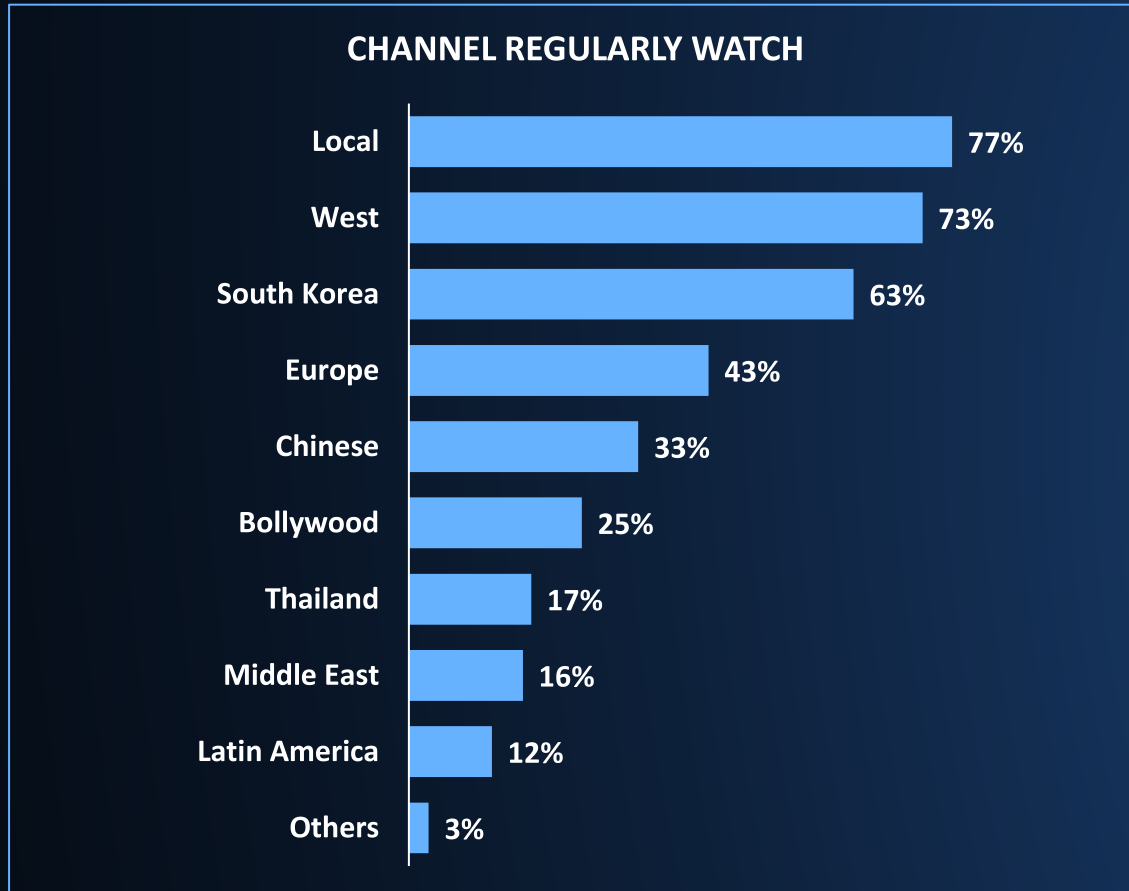 CHANNEL REGULARLY WATCH
Local 77%
West 73%
South Korea 63%
Europe 43%
Chinese 33%
Bollywood 25%
Thailand 17%
Middle East 16%
Latin America 12%
Others 3%